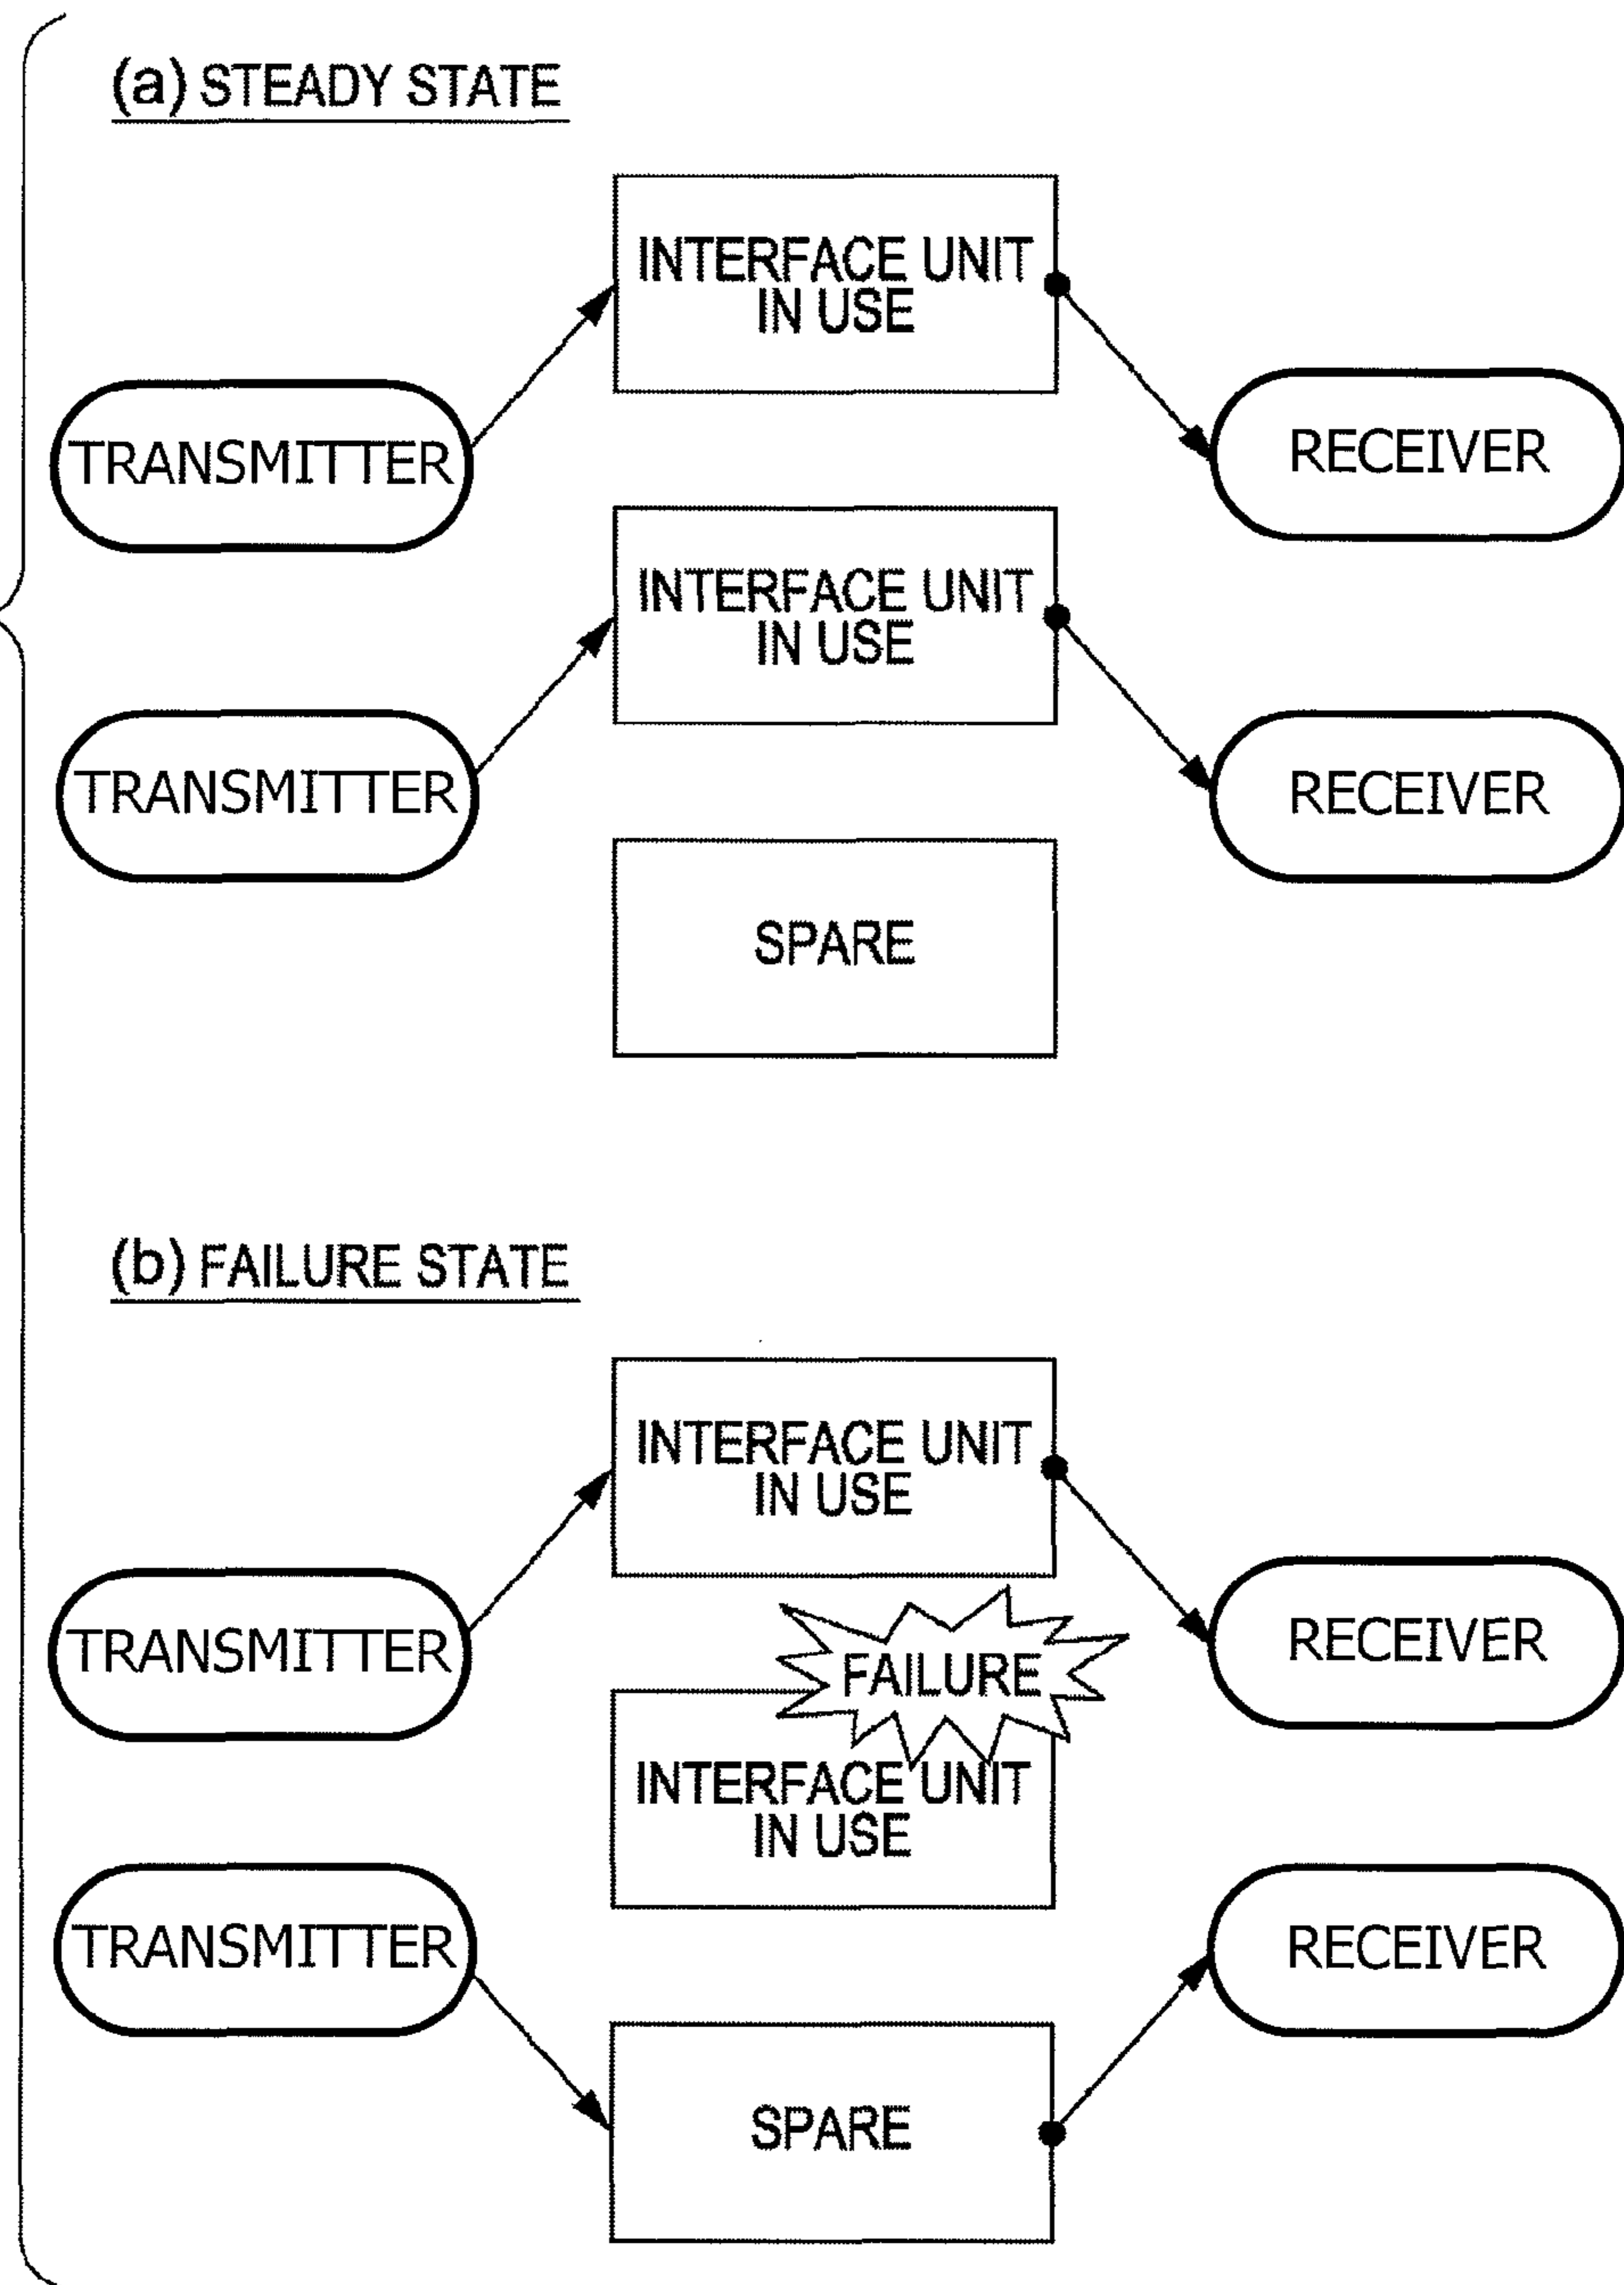 (a) STEADY STATE
INTERFACE UNIT
IN USE
TRANSMITTER
RECEIVER
INTERFACE UNIT
IN USE
TRANSMITTER
RECEIVER
SPARE
(b) FAILURE STATE
INTERFACE UNIT
IN USE
TRANSMITTER
RECEIVER
FAILURE
INTERFACE UNIT
IN USE
TRANSMITTER
RECEIVER
SPARE